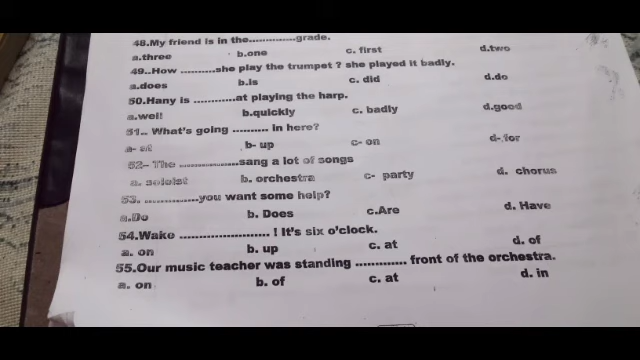 48.My friend is in the..............grade.
a.three b.one c. first d.two
49..How ..........she play the trumpet ? she played it badly.
a.does b.is c. did d.do
50.Hany is ............at playing the harp.
a.well b.quickly c. badly d.good
51.. What's going .......... in here?
a- at b- up c- on d- for
52- The .................sang a lot of songs
a. soloist b. orchestra c- party d. chorus
53. ...............you want some help?
a.Do b. Does c.Are d. Have
54.Wake ........................ ! It's six o'clock.
a. on b. up c. at d. of
55.Our music teacher was standing ............. front of the orchestra.
a. on b. of c. at d. in